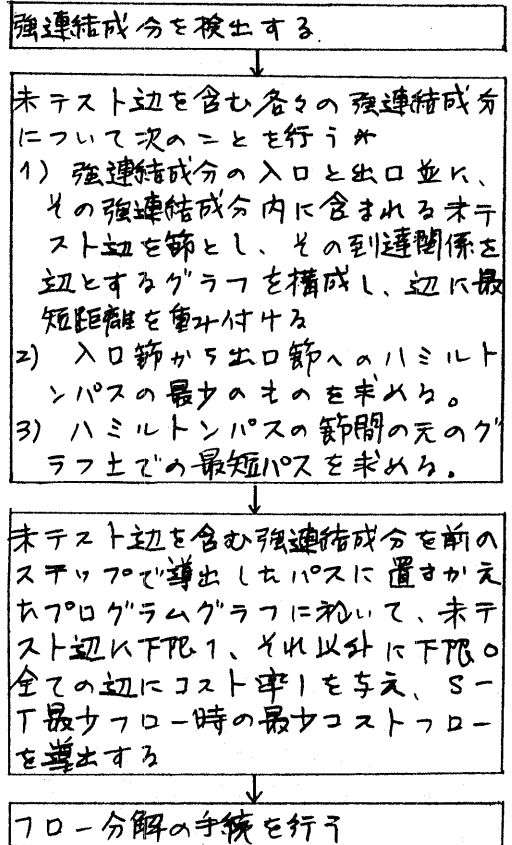 強連結成分を検出する.
未テスト辺を含む各々の強連結成分
について次のことを行う*
1) 強連結成分の入口と出口並に、
その強連結成分内に含まれる未テ
スト辺を節とし、その到達関係を
辺とするグラフを構成し、辺に最
短距離を重み付ける
2) 入口節から出口節へのハミルト
ンパスの最少のものを求める。
3) ハミルトンパスの節間の元のグ
ラフ上での最短パスを求める。
未テスト辺を含む強連結成分を前の
ステップで導出したパスに置きかえ
たプログラムグラフに於いて、未テ
スト辺に下限1、それ以外に下限0
全ての辺にコスト率1を与え、S-
T最少フロー時の最少コストフロー
を導出する
フロー分解の手続を行う